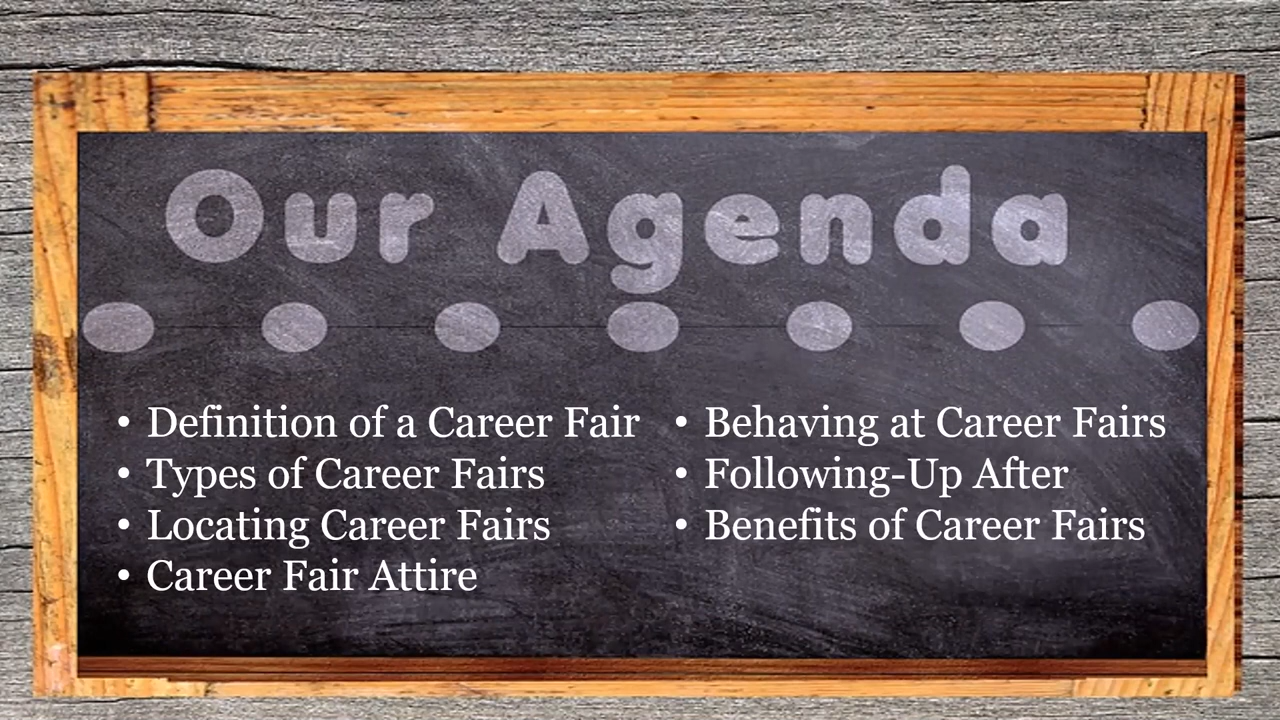 Our Agenda
• Definition of a Career Fair
• Types of Career Fairs
• Locating Career Fairs
• Career Fair Attire
• Behaving at Career Fairs
• Following-Up After
• Benefits of Career Fairs